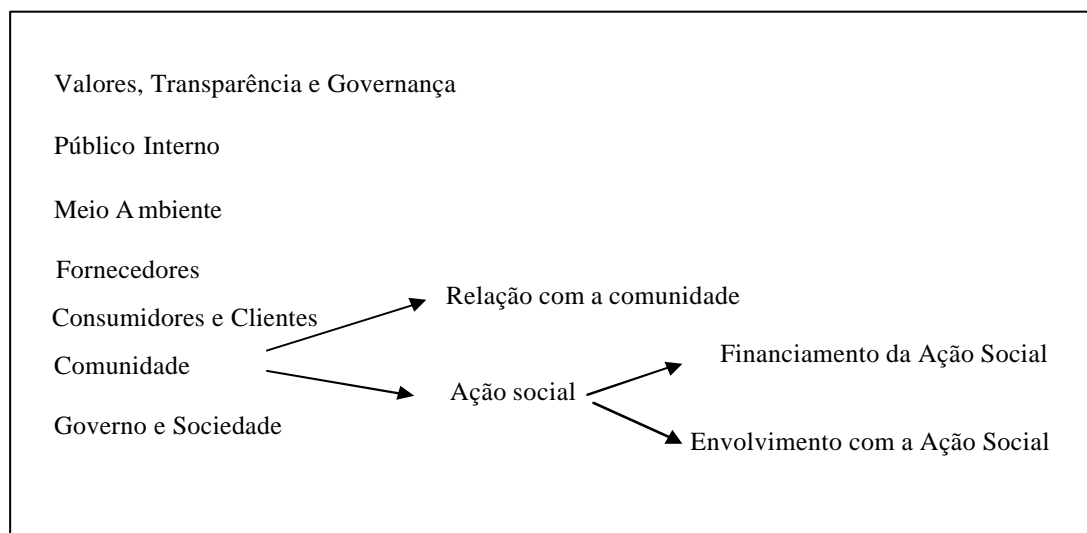 Valores, Transparência e Governança
Público Interno
Meio Ambiente
Fornecedores
Consumidores e Clientes
Comunidade
Governo e Sociedade
Relação com a comunidade
Ação social
Financiamento da Ação Social
Envolvimento com a Ação Social